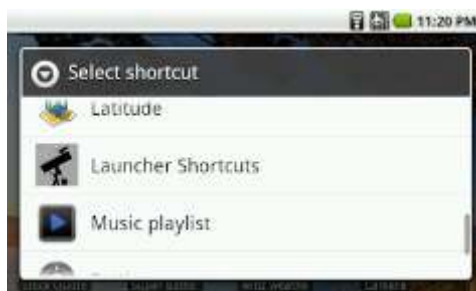 11:20 PM
Select shortcut
Latitude
Launcher Shortcuts
Music playlist